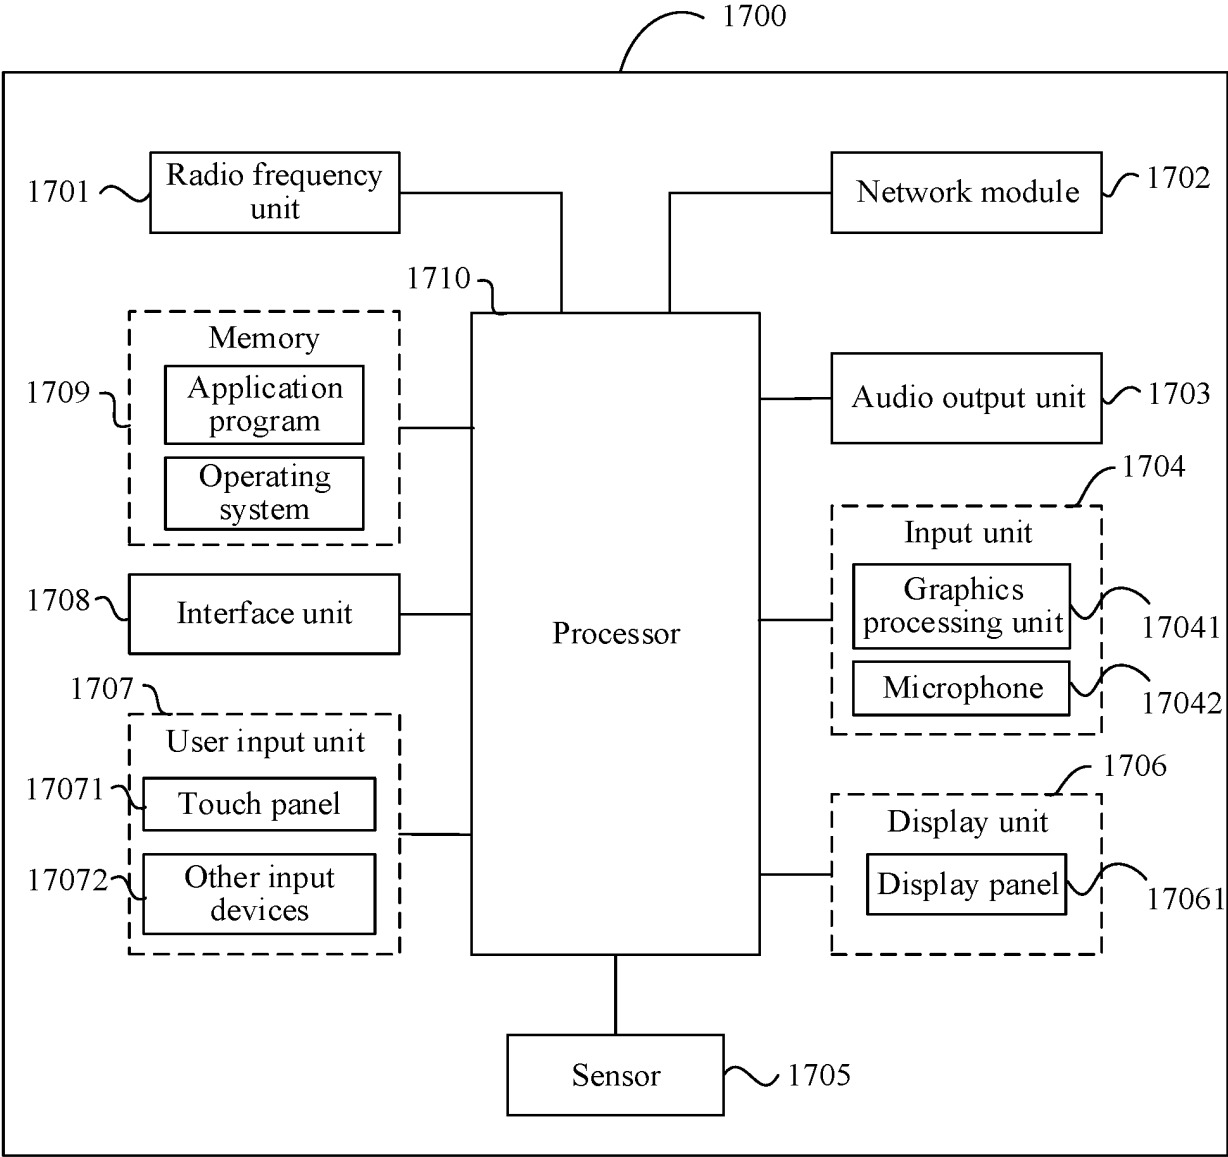 1700
1701
Radio frequency
unit
Network module
1702
1710
Memory
1709
Application
program
Operating
system
Audio output unit
1703
1704
Input unit
Graphics
processing unit
17041
Microphone
17042
1708
Interface unit
Processor
1707
User input unit
17071
Touch panel
17072
Other input
devices
1706
Display unit
Display panel
17061
Sensor
1705